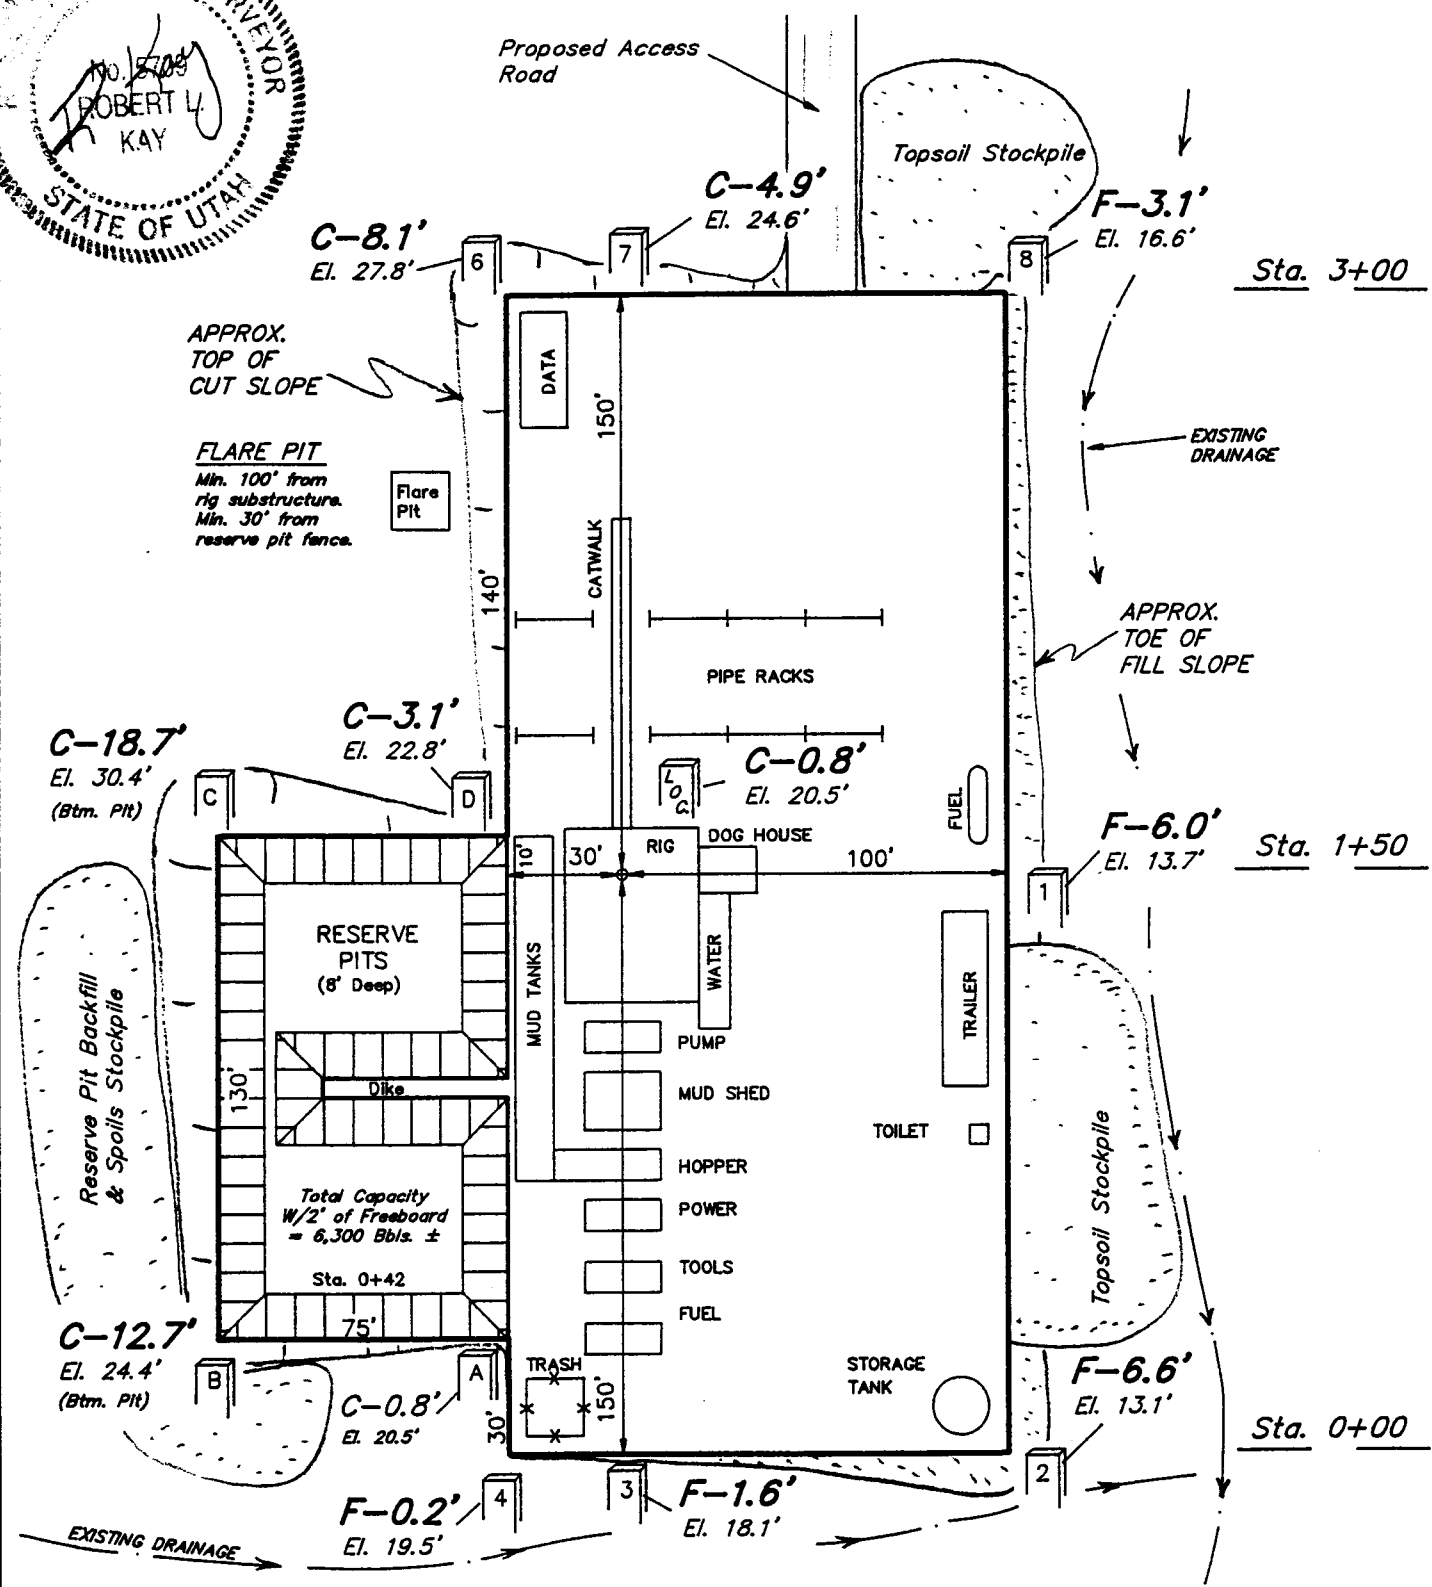 RVEYOR
No. 5709
ROBERT L.
KAY
STATE OF UTAH
Proposed Access
Road
Topsoil Stockpile
C-4.9'
El. 24.6'
F-3.1'
El. 16.6'
C-8.1'
El. 27.8'
6
7
8
Sta. 3+00
APPROX.
TOP OF
CUT SLOPE
DATA
150'
EXISTING
DRAINAGE
FLARE PIT
Min. 100' from
rig substructure.
Min. 30' from
reserve pit fence.
Flare
Pit
CATWALK
140'
APPROX.
TOE OF
FILL SLOPE
PIPE RACKS
C-3.1'
El. 22.8'
C-18.7'
El. 30.4'
(Btm. Pit)
C
D
LOC.
C-0.8'
El. 20.5'
FUEL
F-6.0'
El. 13.7'
Sta. 1+50
RIG
DOG HOUSE
10'
30'
100'
1
RESERVE
PITS
(8' Deep)
MUD TANKS
WATER
TRAILER
Reserve Pit Backfill
& Spoils Stockpile
PUMP
130'
Dike
MUD SHED
TOILET
HOPPER
Topsoil Stockpile
Total Capacity
W/2' of Freeboard
= 6,300 Bbls. ±
POWER
Sta. 0+42
TOOLS
FUEL
75'
C-12.7'
El. 24.4'
(Btm. Pit)
B
A
C-0.8'
El. 20.5'
TRASH
30'
150'
STORAGE
TANK
F-6.6'
El. 13.1'
Sta. 0+00
4
3
2
F-0.2'
El. 19.5'
F-1.6'
El. 18.1'
EXISTING DRAINAGE